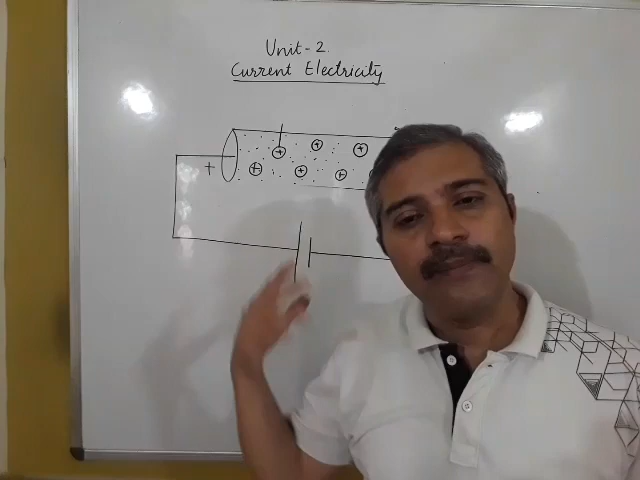 Unit-2.
Current Electricity
+
+ + +
+ + +